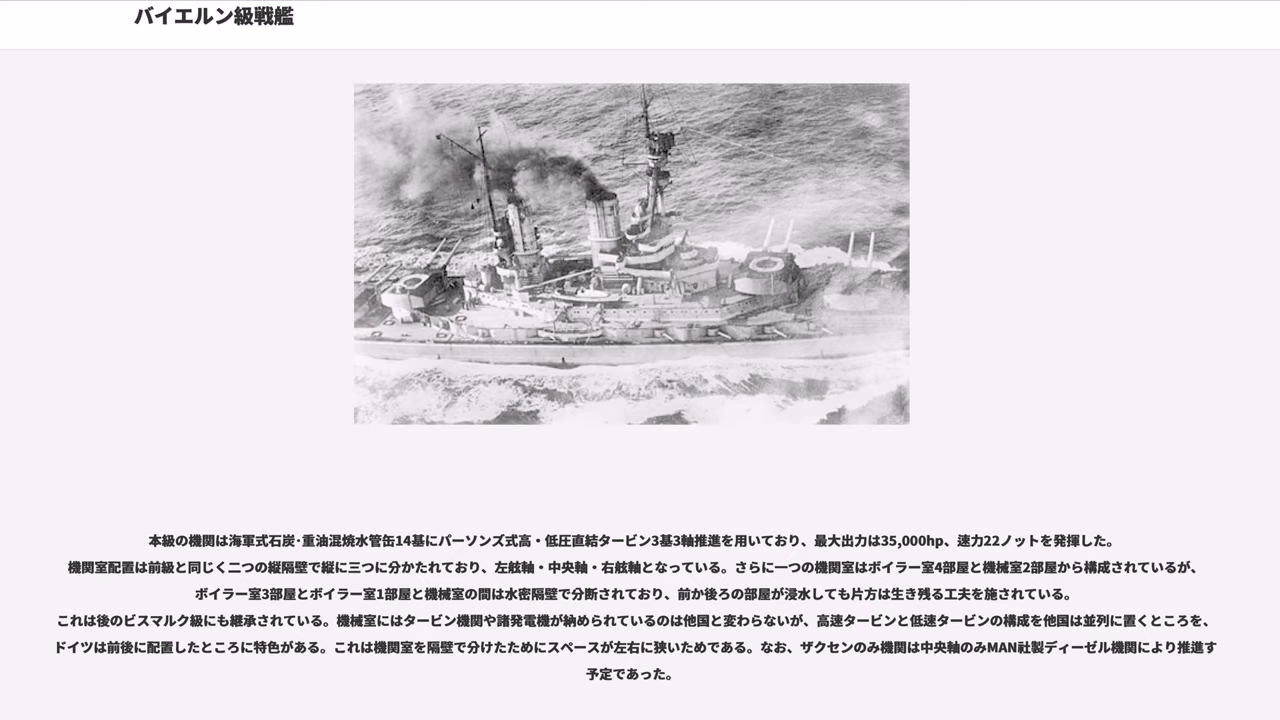 バイエルン級戦艦
本級の機関は海軍式石炭･重油混焼水管缶14基にパーソンズ式高・低圧直結タービン3基3軸推進を用いており、最大出力は35,000hp、速力22ノットを発揮した。
機関室配置は前級と同じく二つの縦隔壁で縦に三つに分かたれており、左舷軸・中央軸・右舷軸となっている。さらに一つの機関室はボイラー室4部屋と機械室2部屋から構成されているが、
ボイラー室3部屋とボイラー室1部屋と機械室の間は水密隔壁で分断されており、前か後ろの部屋が浸水しても片方は生き残る工夫を施されている。
これは後のビスマルク級にも継承されている。機械室にはタービン機関や諸発電機が納められているのは他国と変わらないが、高速タービンと低速タービンの構成を他国は並列に置くところを、
ドイツは前後に配置したところに特色がある。これは機関室を隔壁で分けたためにスペースが左右に狭いためである。なお、ザクセンのみ機関は中央軸のみMAN社製ディーゼル機関により推進す
予定であった。